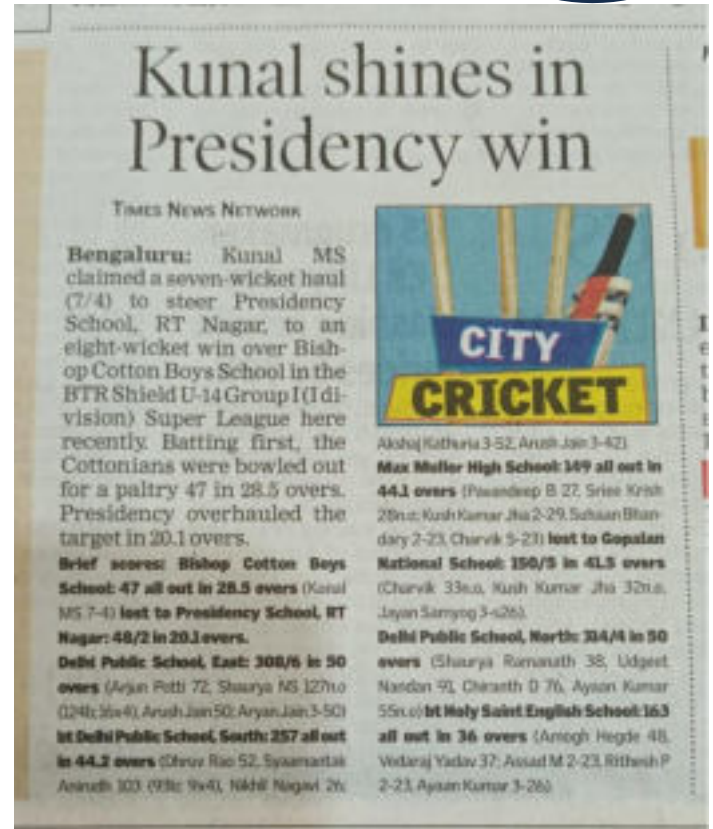 Kunal shines in
Presidency win
TIMES NEWS NETWORK
Bengaluru: Kunal MS
claimed a seven-wicket haul
(7/4) to steer Presidency
School, RT Nagar, to an
eight-wicket win over Bish-
op Cotton Boys School in the
BTR Shield U-14 Group I (I di-
vision) Super League here
recently. Batting first, the
Cottonians were bowled out
for a paltry 47 in 28.5 overs.
Presidency overhauled the
target in 20.1 overs.
Brief scores: Bishop Cotton Boys
School: 47 all out in 28.5 overs (Kunal
MS 7-4) lost to Presidency School, RT
Nagar: 48/2 in 20.1 overs.
Delhi Public School, East: 308/6 in 50
overs (Arjun Potti 72, Shaurya NS 127n.o
(124b; 16x4), Arush Jain 50; Aryan Jain 3-50)
bt Delhi Public School, South: 257 all out
in 44.2 overs (Dhruv Rao 52, Syamantak
Anirudh 103 (93b; 9x4), Nikhil Nagavi 26;
CITY
CRICKET
Akshaj Kathuria 3-52, Arush Jain 3-42).
Max Muller High School: 149 all out in
44.1 overs (Pawandeep B 27, Sriee Krish
28n.o; Kush Kumar Jha 2-29, Suhaan Bhan-
dary 2-23, Charvik 5-23) lost to Gopalan
National School: 150/5 in 41.5 overs
(Charvik 33n.o, Kush Kumar Jha 32n.o,
Jayan Samyog 3-s26).
Delhi Public School, North: 314/4 in 50
overs (Shaurya Ramanath 38, Udgeet
Nandan 91, Chiranth D 76, Ayaan Kumar
55n.o) bt Holy Saint English School: 163
all out in 36 overs (Amogh Hegde 48,
Vedaraj Yadav 37; Assad M 2-23, Rithesh P
2-23, Ayaan Kumar 3-26).